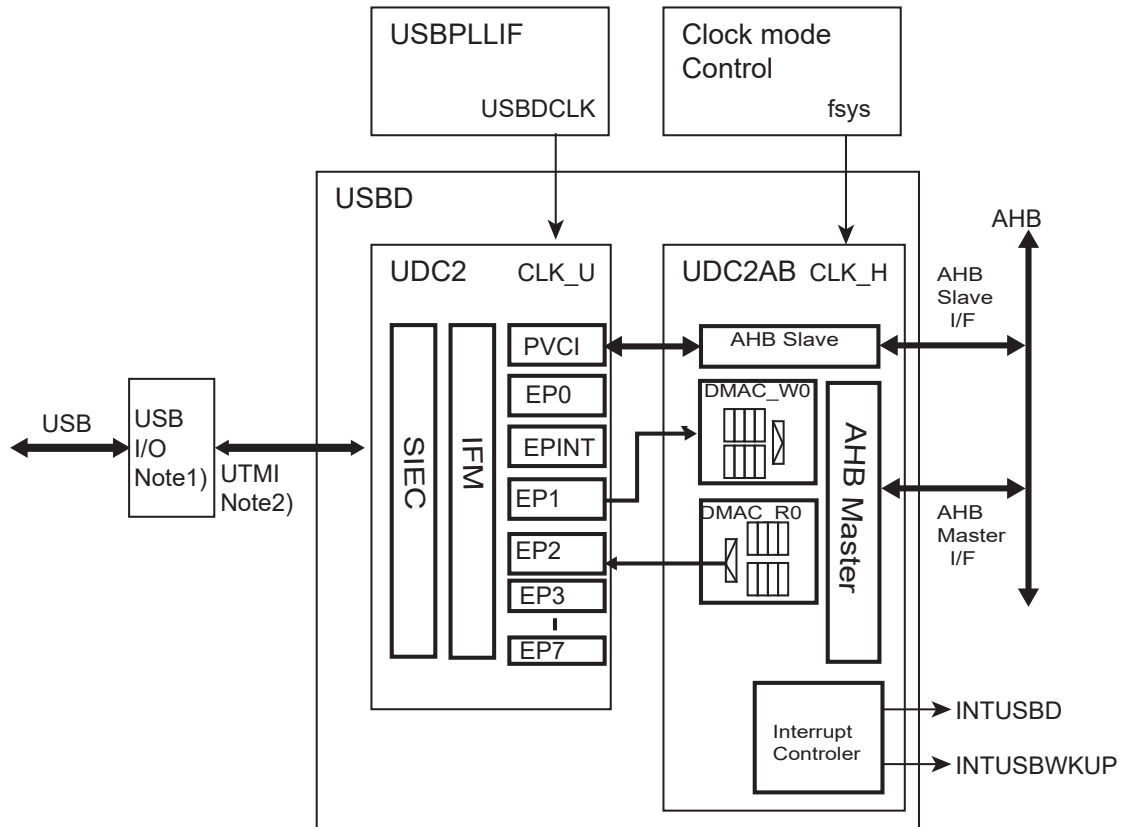 USBPLLIF
USBDCLK
Clock mode
Control
fsys
USBD
UDC2
CLK_U
SIEC
IFM
PVCI
EP0
EPINT
EP1
EP2
EP3
EP7
UDC2AB
CLK_H
AHB Slave
DMAC_W0
DMAC_R0
AHB Master
Interrupt
Controler
USB
USB
I/O
Note1)
UTMI
Note2)
AHB
AHB
Slave
I/F
AHB
Master
I/F
INTUSBD
INTUSBWKUP